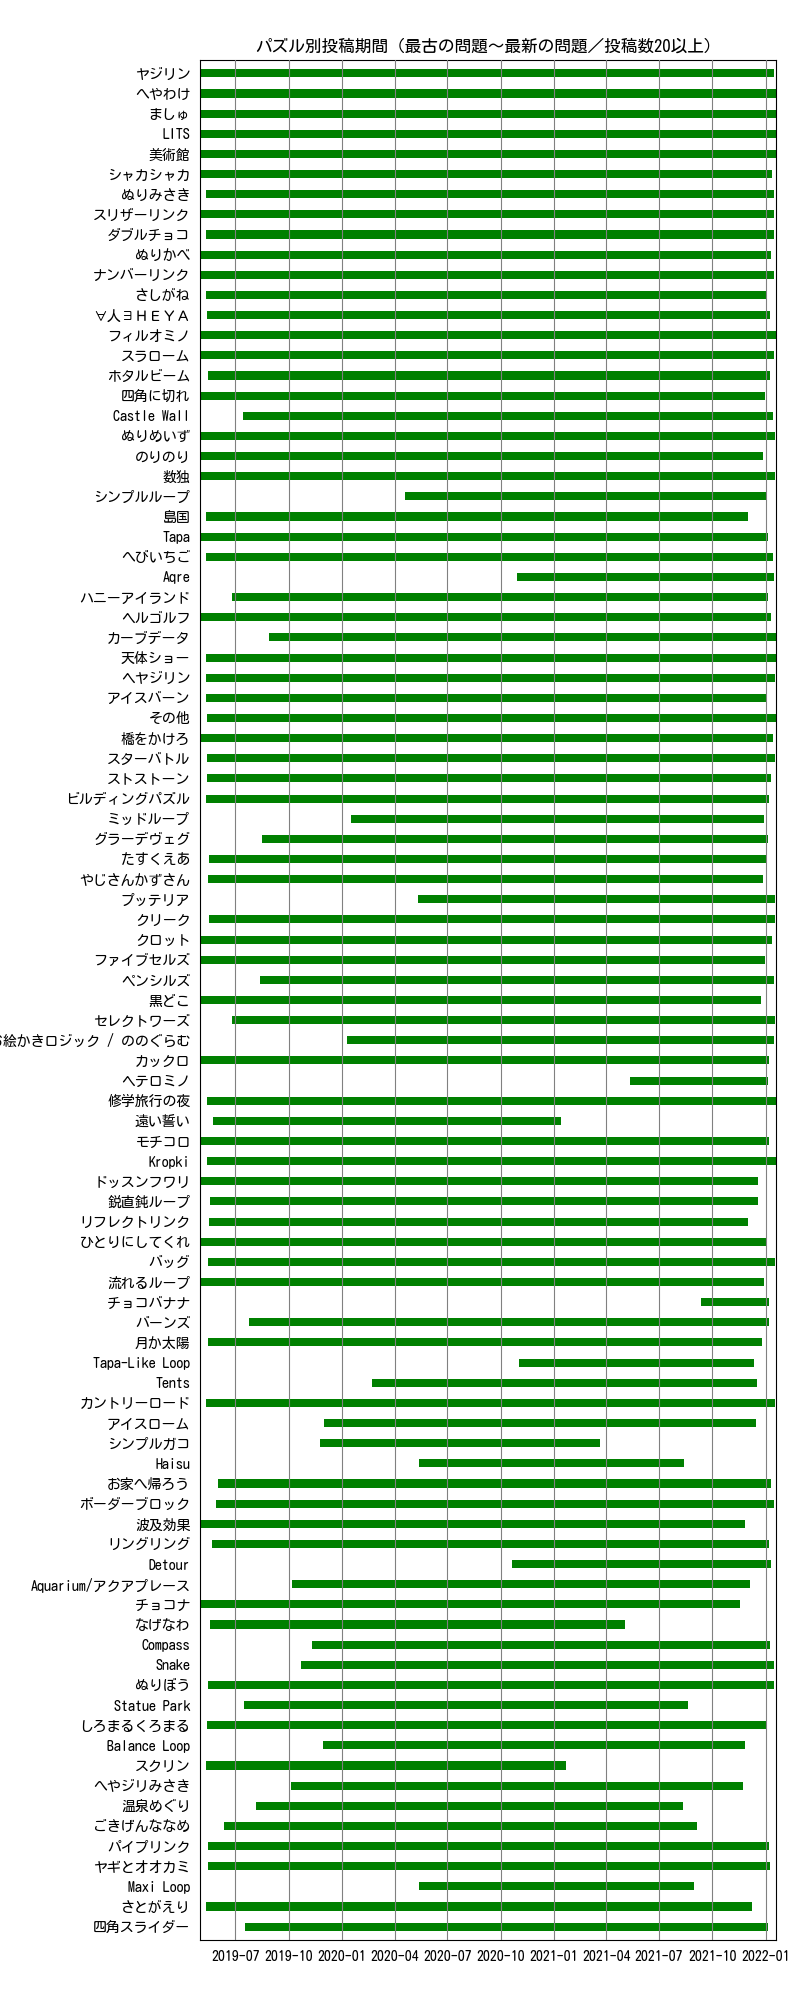 パズル別投稿期間（最古の問題～最新の問題／投稿数20以上）
ヤジリン
へやわけ
ましゅ
LITS
美術館
シャカシャカ
ぬりみさき
スリザーリンク
ダブルチョコ
ぬりかべ
ナンバーリンク
さしがね
∀人∃ＨＥＹＡ
フィルオミノ
スラローム
ホタルビーム
四角に切れ
Castle Wall
ぬりめいず
のりのり
数独
シンプルループ
島国
Tapa
へびいちご
Aqre
ハニーアイランド
ヘルゴルフ
カーブデータ
天体ショー
ヘヤジリン
アイスバーン
その他
橋をかけろ
スターバトル
ストストーン
ビルディングパズル
ミッドループ
グラーデヴェグ
たすくえあ
やじさんかずさん
プッテリア
クリーク
クロット
ファイブセルズ
ペンシルズ
黒どこ
セレクトワーズ
絵かきロジック / ののぐらむ
カックロ
ヘテロミノ
修学旅行の夜
遠い誓い
モチコロ
Kropki
ドッスンフワリ
鋭直鈍ループ
リフレクトリンク
ひとりにしてくれ
バッグ
流れるループ
チョコバナナ
バーンズ
月か太陽
Tapa-Like Loop
Tents
カントリーロード
アイスローム
シンプルガコ
Haisu
お家へ帰ろう
ボーダーブロック
波及効果
リングリング
Detour
Aquarium/アクアプレース
チョコナ
なげなわ
Compass
Snake
ぬりぼう
Statue Park
しろまるくろまる
Balance Loop
スクリン
へやジリみさき
温泉めぐり
ごきげんななめ
パイプリンク
ヤギとオオカミ
Maxi Loop
さとがえり
四角スライダー
2019-07 2019-10 2020-01 2020-04 2020-07 2020-10 2021-01 2021-04 2021-07 2021-10 2022-01